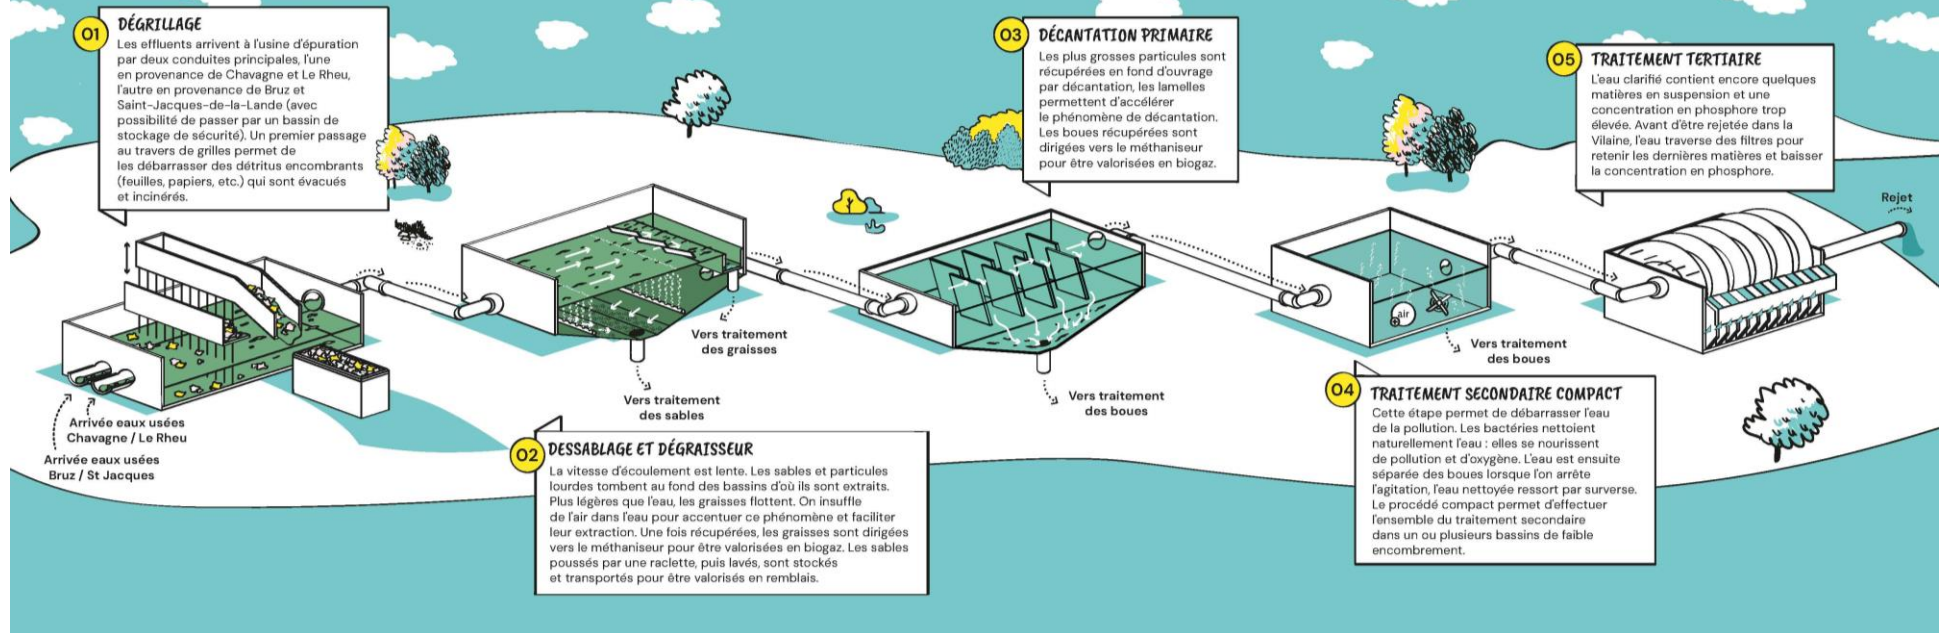 01
DÉGRILLAGE
Les effluents arrivent à l'usine d'épuration
par deux conduites principales, l'une
en provenance de Chavagne et Le Rheu,
l'autre en provenance de Bruz et
Saint-Jacques-de-la-Lande (avec
possibilité de passer par un bassin de
stockage de sécurité). Un premier passage
au travers de grilles permet de
les débarrasser des détritus encombrants
(feuilles, papiers, etc.) qui sont évacués
et incinérés.
Arrivée eaux usées
Chavagne / Le Rheu
Arrivée eaux usées
Bruz / St Jacques
02
DESSABLAGE ET DÉGRAISSEUR
La vitesse d'écoulement est lente. Les sables et particules
lourdes tombent au fond des bassins d'où ils sont extraits.
Plus légères que l'eau, les graisses flottent. On insuffle
de l'air dans l'eau pour accentuer ce phénomène et faciliter
leur extraction. Une fois récupérées, les graisses sont dirigées
vers le méthaniseur pour être valorisées en biogaz. Les sables
poussés par une raclette, puis lavés, sont stockés
et transportés pour être valorisés en remblais.
Vers traitement
des graisses
Vers traitement
des sables
03
DÉCANTATION PRIMAIRE
Les plus grosses particules sont
récupérées en fond d'ouvrage
par décantation, les lamelles
permettent d'accélérer
le phénomène de décantation.
Les boues récupérées sont
dirigées vers le méthaniseur
pour être valorisées en biogaz.
Vers traitement
des boues
04
TRAITEMENT SECONDAIRE COMPACT
Cette étape permet de débarrasser l'eau
de la pollution. Les bactéries nettoient
naturellement l'eau : elles se nourrissent
de pollution et d'oxygène. L'eau est ensuite
séparée des boues lorsque l'on arrête
l'agitation, l'eau nettoyée ressort par surverse.
Le procédé compact permet d'effectuer
l'ensemble du traitement secondaire
dans un ou plusieurs bassins de faible
encombrement.
air
Vers traitement
des boues
05
TRAITEMENT TERTIAIRE
L'eau clarifié contient encore quelques
matières en suspension et une
concentration en phosphore trop
élevée. Avant d'être rejetée dans la
Vilaine, l'eau traverse des filtres pour
retenir les dernières matières et baisser
la concentration en phosphore.
Rejet